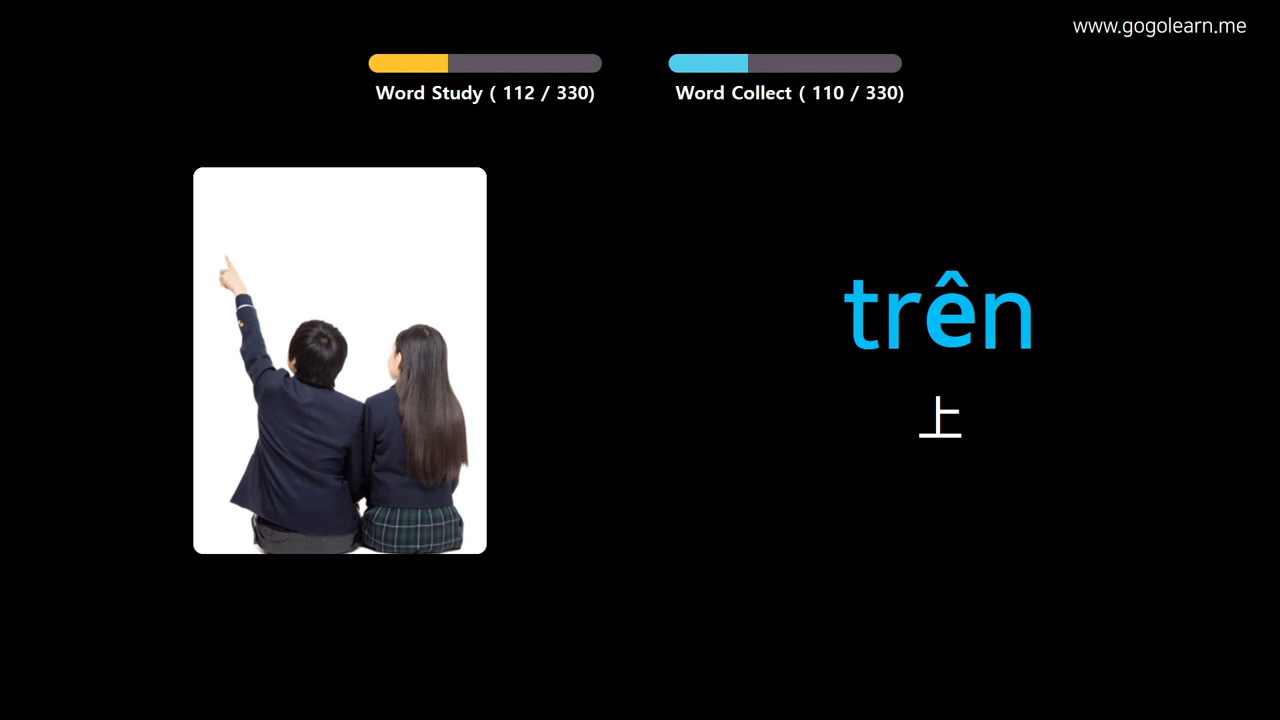 www.gogolearn.me
Word Study ( 112 / 330)
Word Collect ( 110 / 330)
trên
上